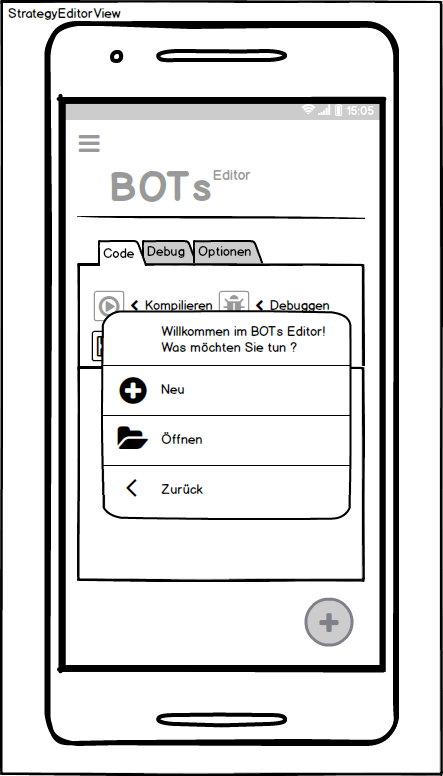 StrategyEditorView
15:05
BOTs Editor
Code Debug Optionen
Kompilieren Debuggen
Willkommen im BOTs Editor!
Was möchten Sie tun ?
Neu
Öffnen
Zurück